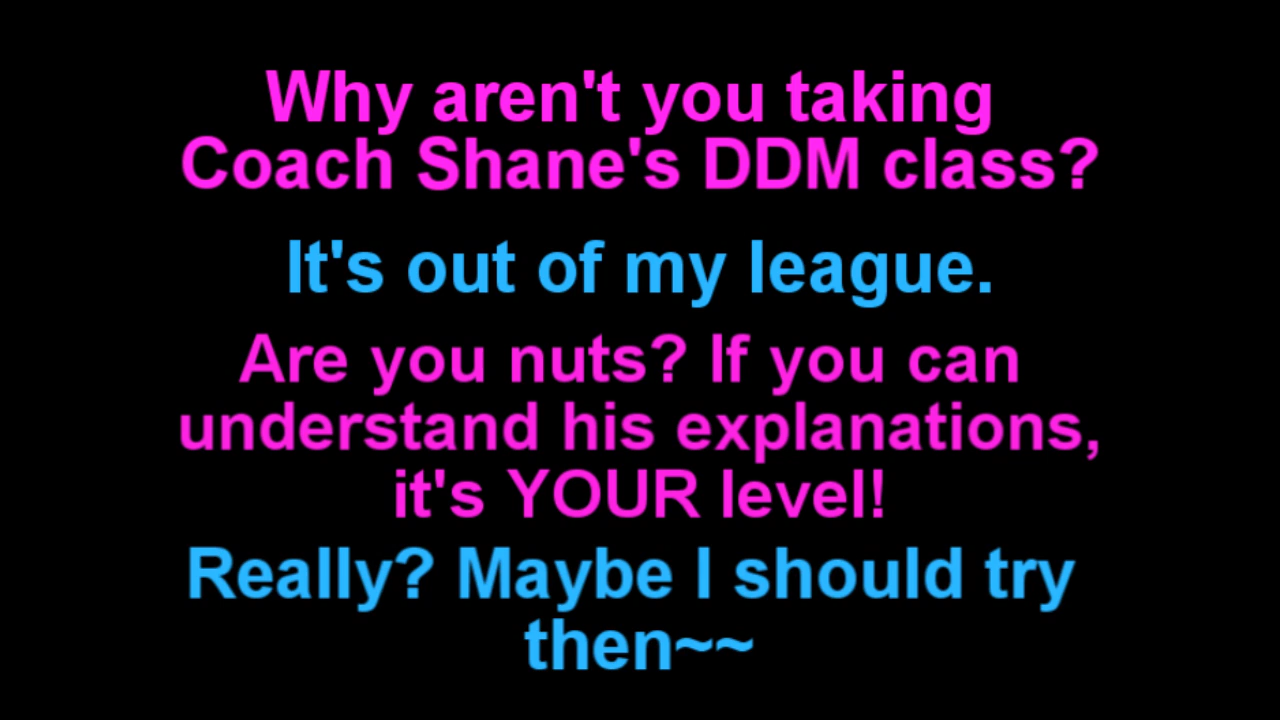 Why aren't you taking
Coach Shane's DDM class?
It's out of my league.
Are you nuts? If you can
understand his explanations,
it's YOUR level!
Really? Maybe I should try
then~~